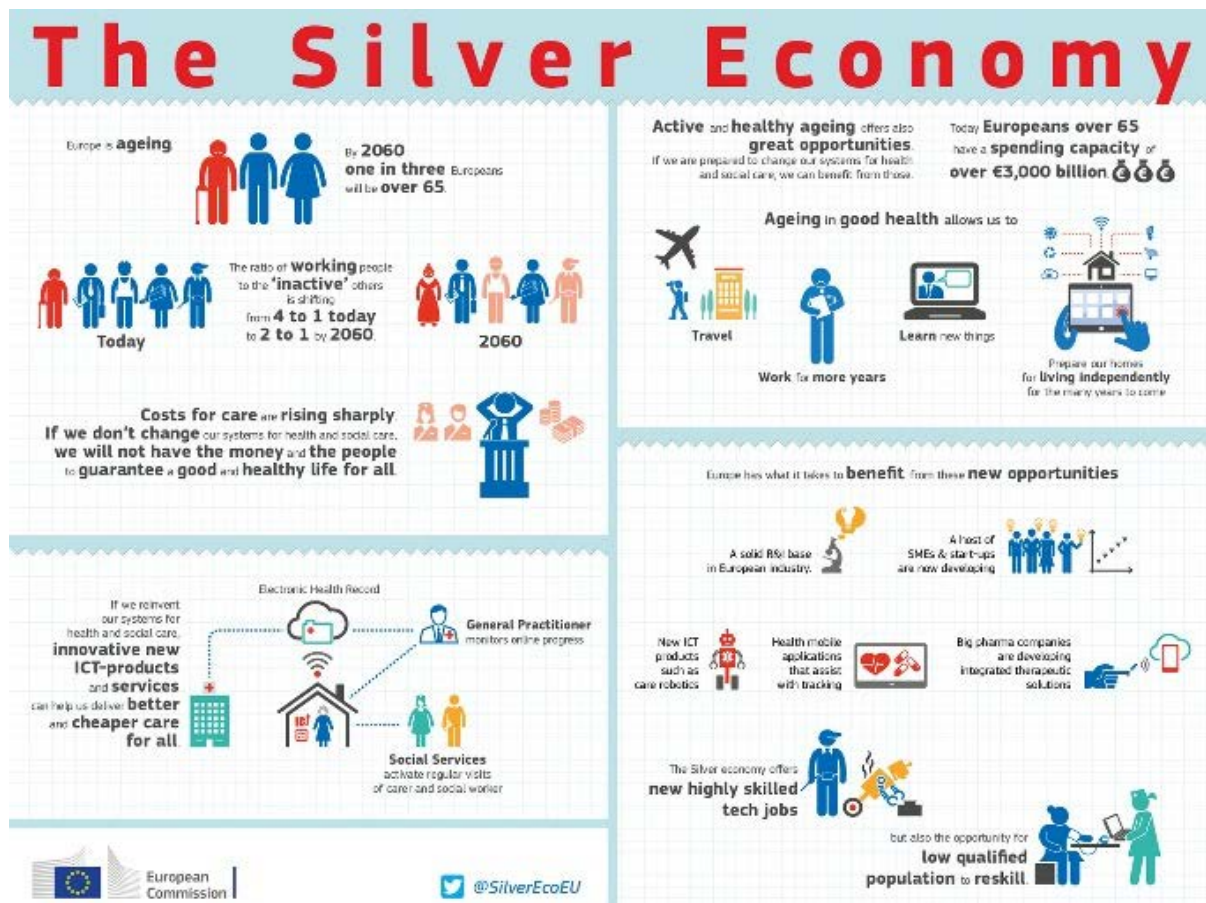 The Silver Economy
Europe is ageing
By 2060
one in three Europeans
will be over 65.
The ratio of working people
to the 'inactive' others
is shifting
from 4 to 1 today
to 2 to 1 by 2060.
Today
2060
Costs for care are rising sharply.
If we don't change our systems for health and social care,
we will not have the money and the people
to guarantee a good and healthy life for all.
If we reinvent
our systems for
health and social care,
innovative new
ICT-products
and services
can help us deliver better
and cheaper care
for all.
Electronic Health Record
General Practitioner
monitors online progress
Social Services
activate regular visits
of carer and social worker
European
Commission
@SilverEcoEU
Active and healthy ageing offers also
great opportunities.
If we are prepared to change our systems for health
and social care, we can benefit from those.
Today Europeans over 65
have a spending capacity of
over €3,000 billion.
Ageing in good health allows us to
Travel
Work for more years
Learn new things
Prepare our homes
for living independently
for the many years to come
Europe has what it takes to benefit from these new opportunities
A solid R&I base
in European industry.
A host of
SMEs & start-ups
are now developing
New ICT
products
such as
care robotics
Health mobile
applications
that assist
with tracking
Big pharma companies
are developing
integrated therapeutic
solutions
The Silver economy offers
new highly skilled
tech jobs
but also the opportunity for
low qualified
population to reskill.